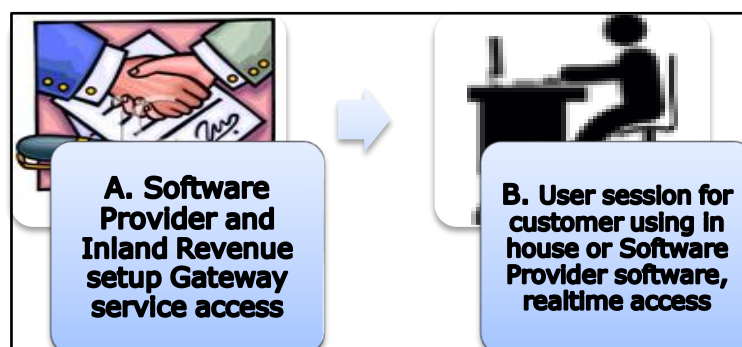 A. Software
Provider and
Inland Revenue
setup Gateway
service access
B. User session for
customer using in
house or Software
Provider software,
realtime access